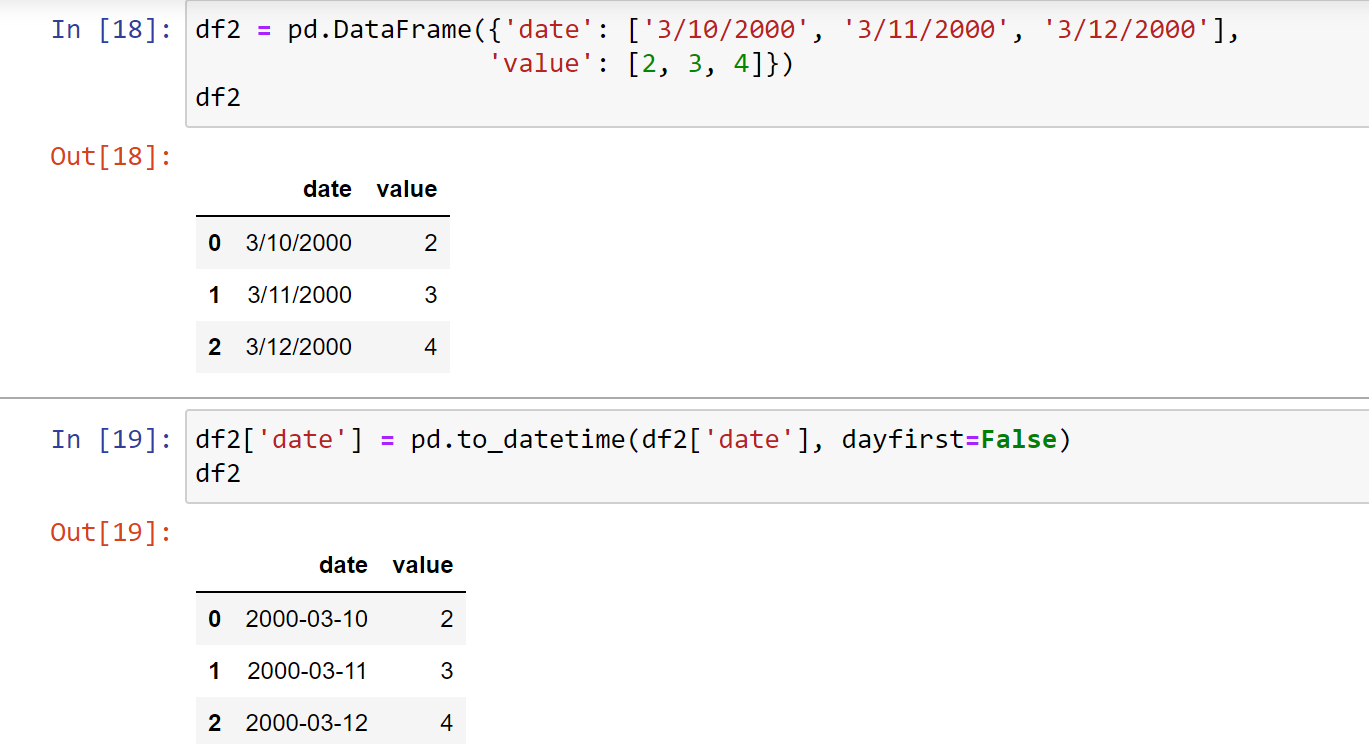 In [18]: df2 = pd.DataFrame({'date': ['3/10/2000', '3/11/2000', '3/12/2000'],
'value': [2, 3, 4]})
df2
Out[18]:
date value
0 3/10/2000 2
1 3/11/2000 3
2 3/12/2000 4
In [19]: df2['date'] = pd.to_datetime(df2['date'], dayfirst=False)
df2
Out[19]:
date value
0 2000-03-10 2
1 2000-03-11 3
2 2000-03-12 4